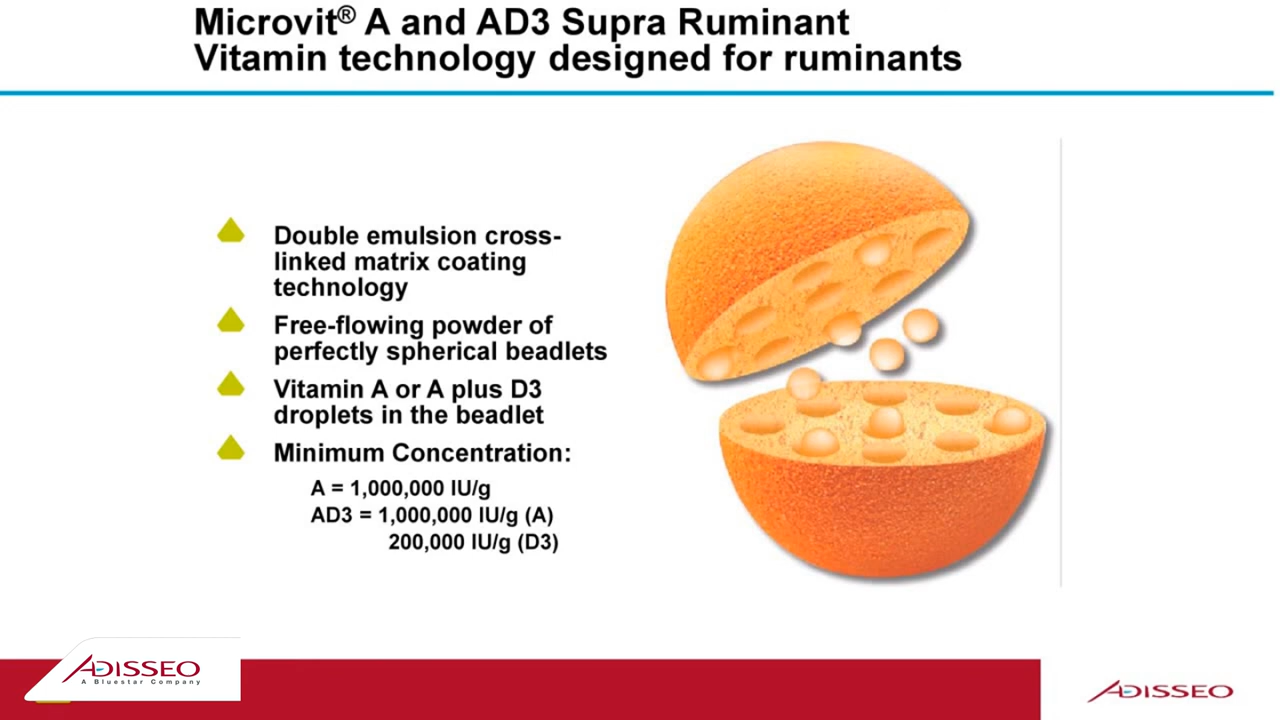 Microvit® A and AD3 Supra Ruminant
Vitamin technology designed for ruminants
Double emulsion cross-
linked matrix coating
technology
Free-flowing powder of
perfectly spherical beadlets
Vitamin A or A plus D3
droplets in the beadlet
Minimum Concentration:
A = 1,000,000 IU/g
AD3 = 1,000,000 IU/g (A)
200,000 IU/g (D3)
ADISSEO
A Bluestar Company
ADISSEO